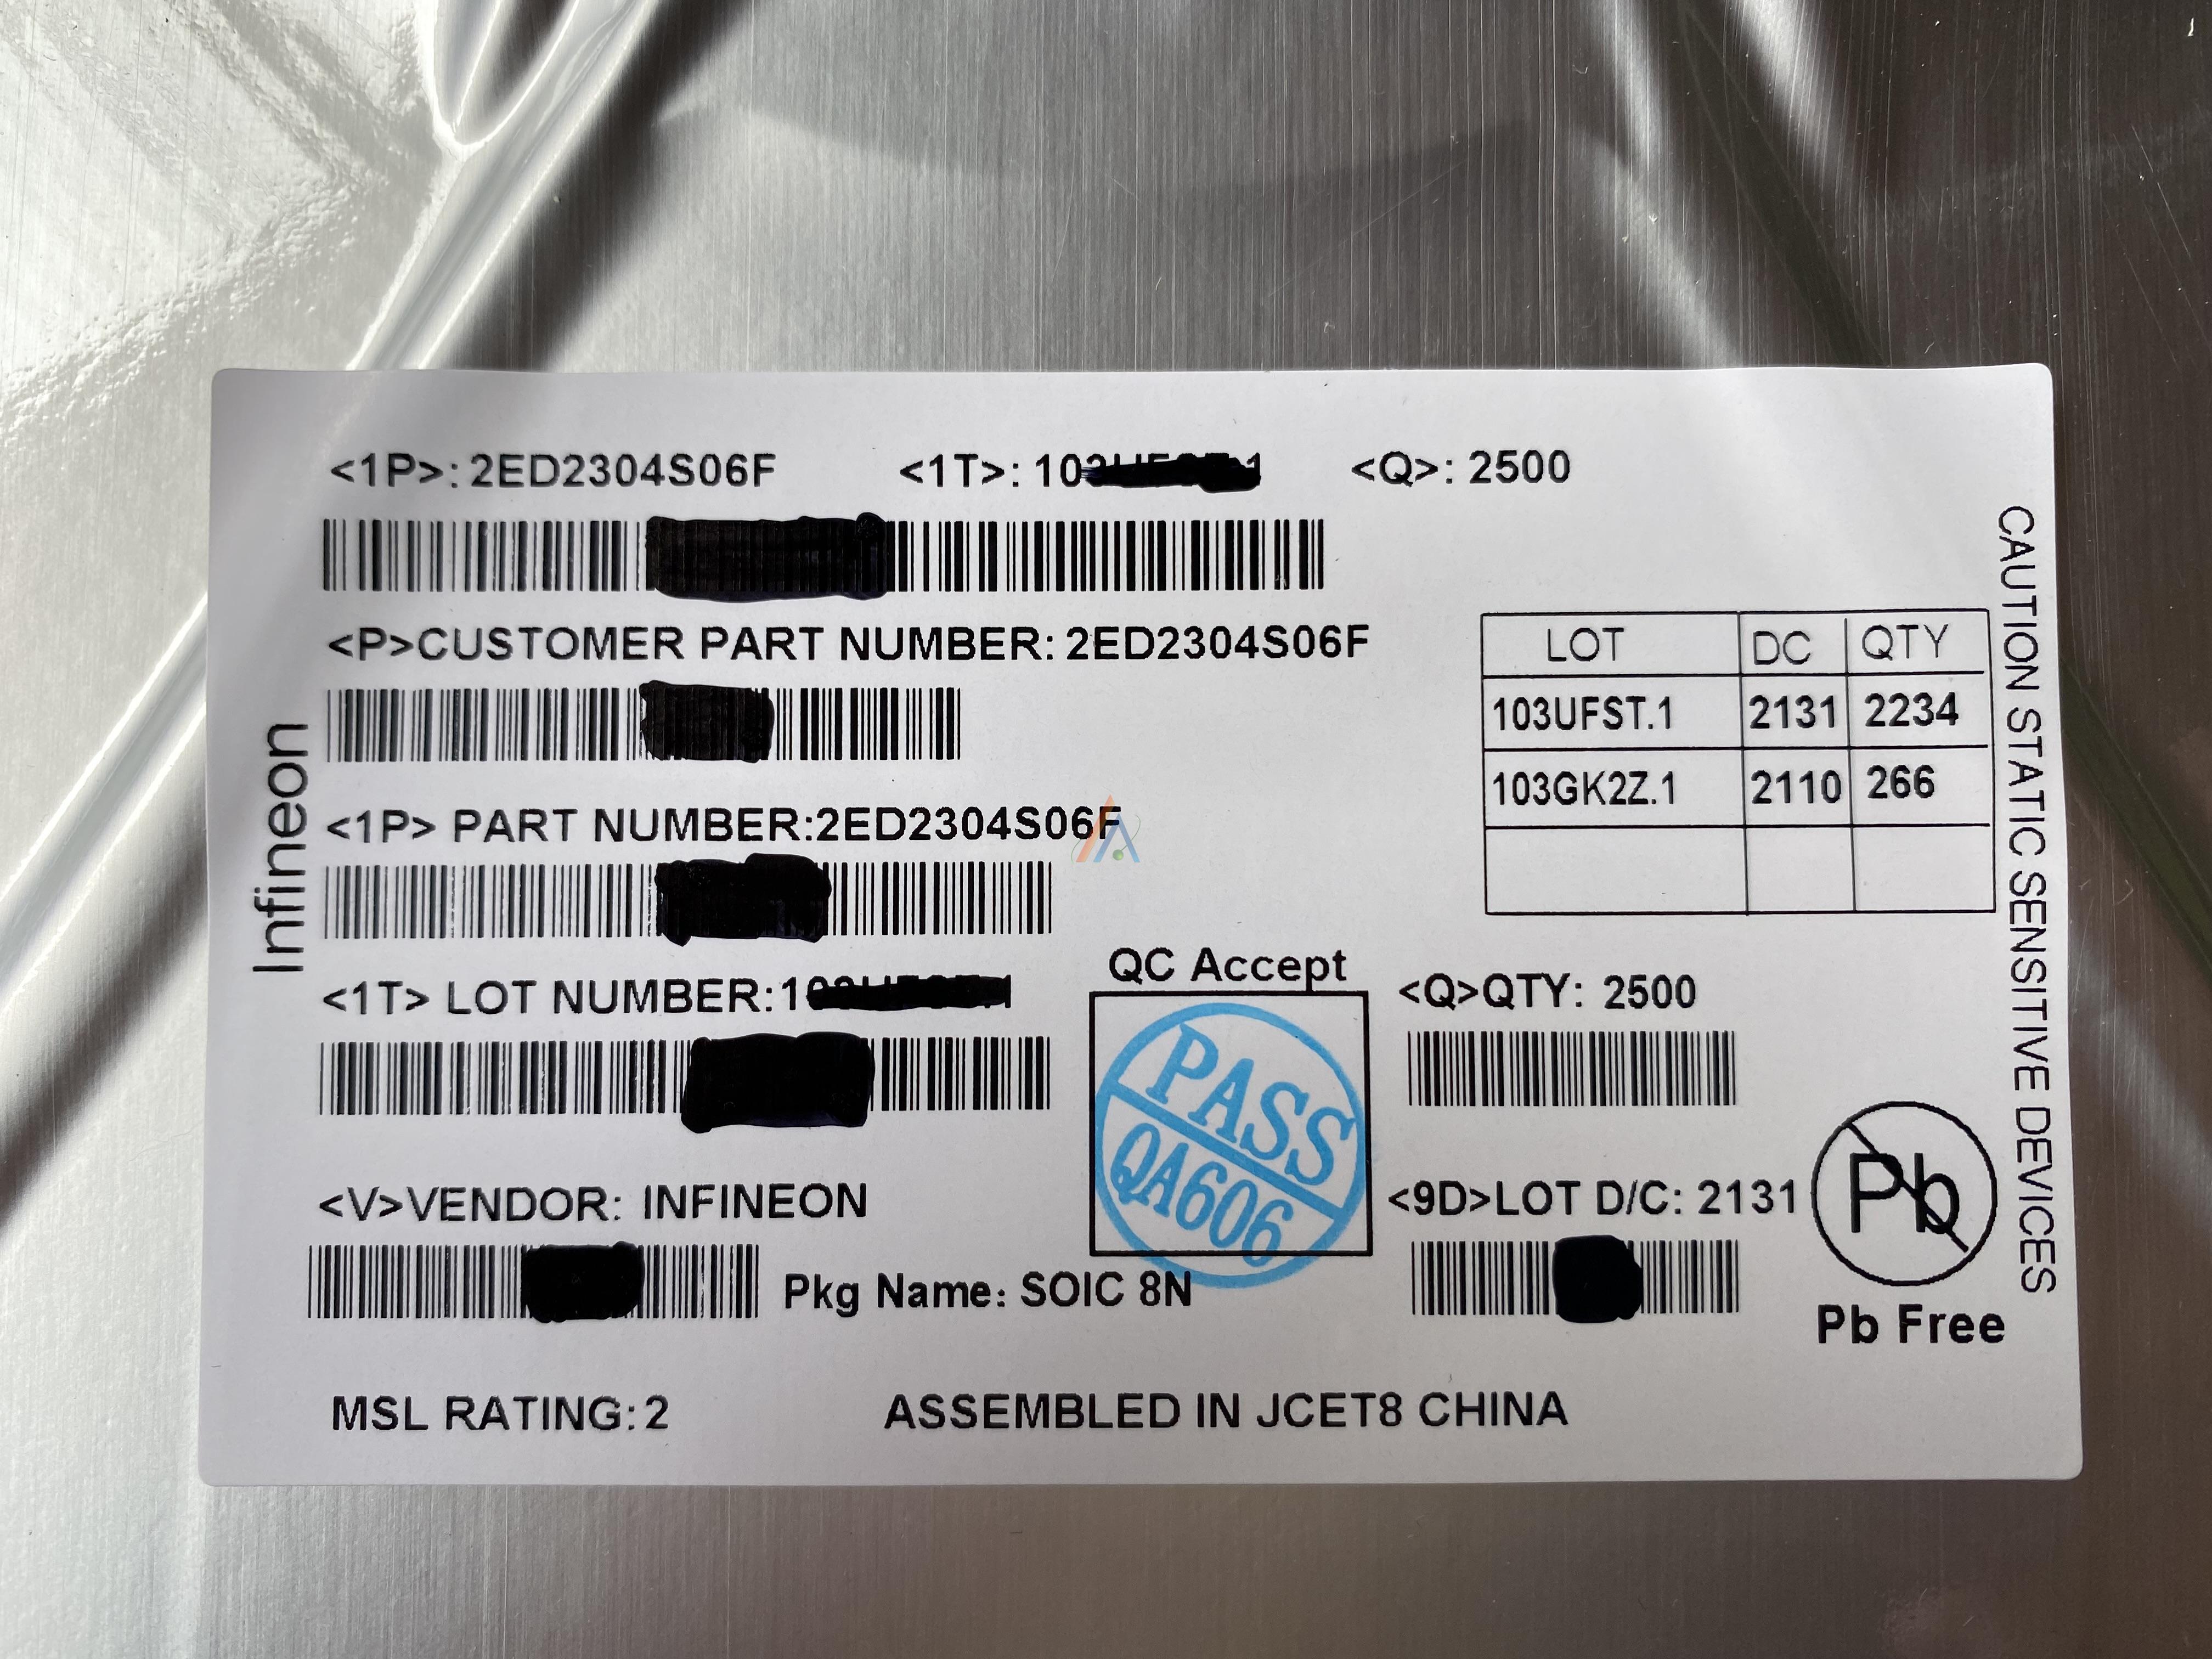 <1P>: 2ED2304S06F <1T>: 10 <Q>: 2500
<P>CUSTOMER PART NUMBER: 2ED2304S06F
LOT DC QTY
103UFST.1 2131 2234
103GK2Z.1 2110 266
Infineon
<1P> PART NUMBER:2ED2304S06F
<1T> LOT NUMBER:1
QC Accept
PASS
QA606
<Q>QTY: 2500
<V>VENDOR: INFINEON
<9D>LOT D/C: 2131
Pkg Name: SOIC 8N
Pb
Pb Free
MSL RATING: 2
ASSEMBLED IN JCET8 CHINA
CAUTION STATIC SENSITIVE DEVICES